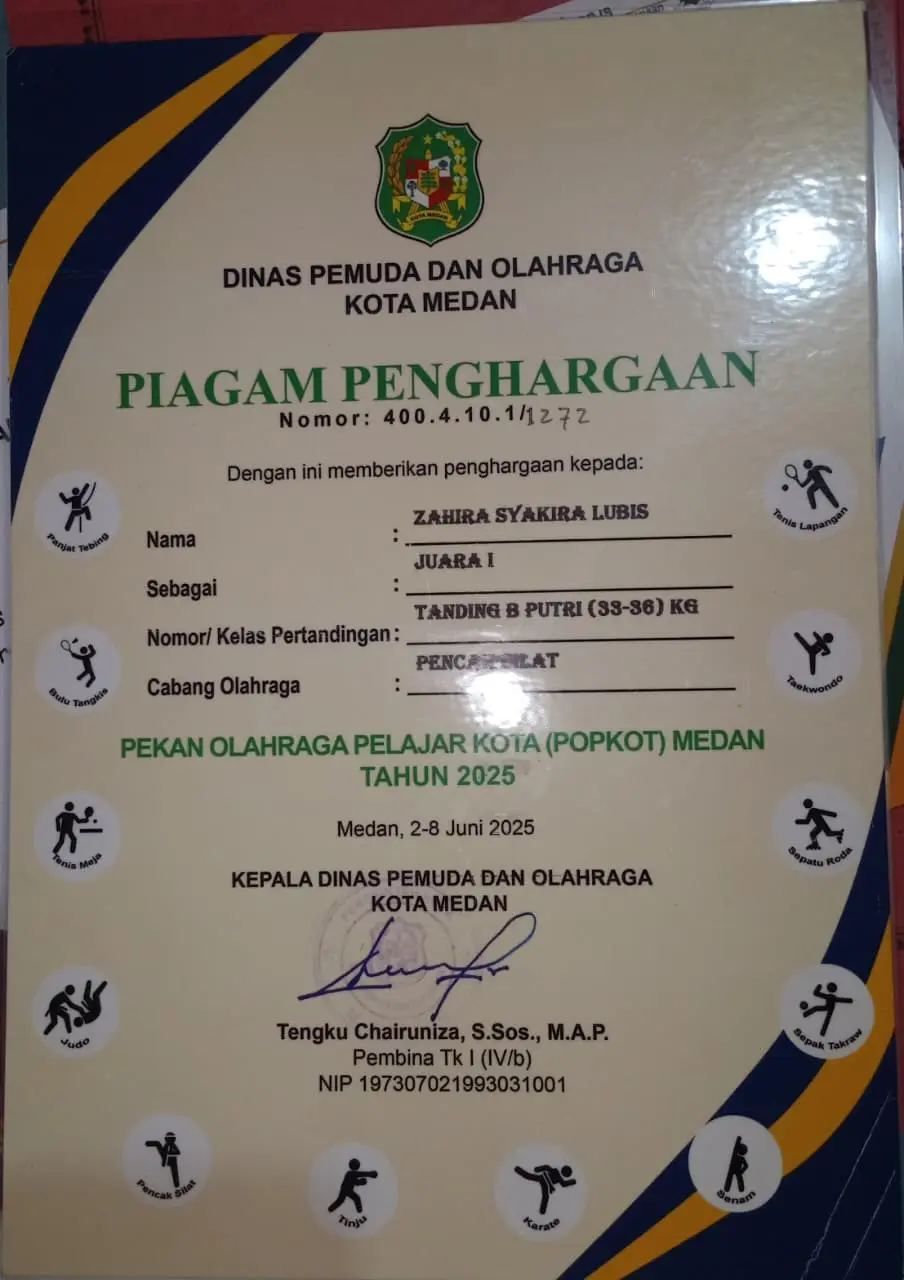 KOTA MEDAN
DINAS PEMUDA DAN OLAHRAGA
KOTA MEDAN
PIAGAM PENGHARGAAN
Nomor: 400.4.10.1/1272
Dengan ini memberikan penghargaan kepada:
Nama : ZAHIRA SYAKIRA LUBIS
Sebagai : JUARA I
Nomor/ Kelas Pertandingan : TANDING B PUTRI (33-36) KG
Cabang Olahraga : PENCAK SILAT
PEKAN OLAHRAGA PELAJAR KOTA (POPKOT) MEDAN
TAHUN 2025
Medan, 2-8 Juni 2025
KEPALA DINAS PEMUDA DAN OLAHRAGA
KOTA MEDAN
Tengku Chairuniza, S.Sos., M.A.P.
Pembina Tk I (IV/b)
NIP 197307021993031001
Panjat Tebing
Bulu Tangkis
Tenis Meja
Judo
Pencak Silat
Tinju
Karate
Senam
Sepak Takraw
Sepatu Roda
Taekwondo
Tenis Lapangan